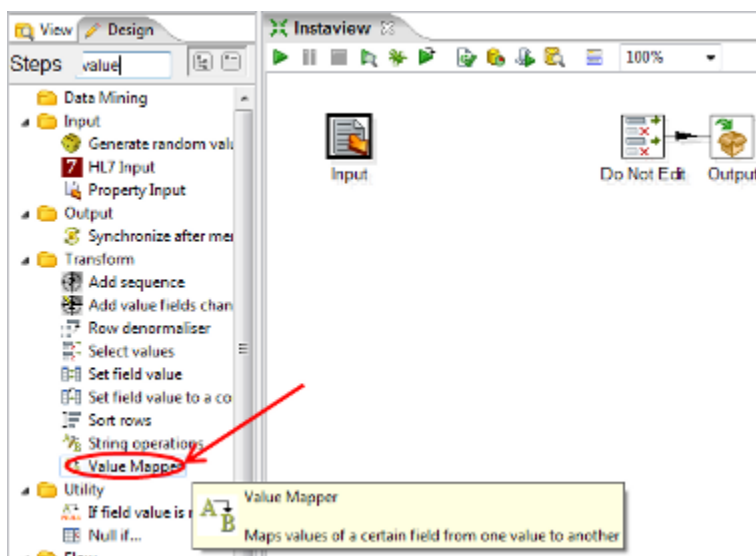 View Design
Steps value
Data Mining
Input
Generate random valu
7 HL7 Input
Property Input
Output
Synchronize after mer
Transform
Add sequence
Add value fields chan
Row denormaliser
Select values
Set field value
Set field value to a co
Sort rows
String operations
Value Mapper
Utility
If field value is
Null if...
Flow
Instaview
100%
Input
Do Not Edit Output
A B
Value Mapper
Maps values of a certain field from one value to another